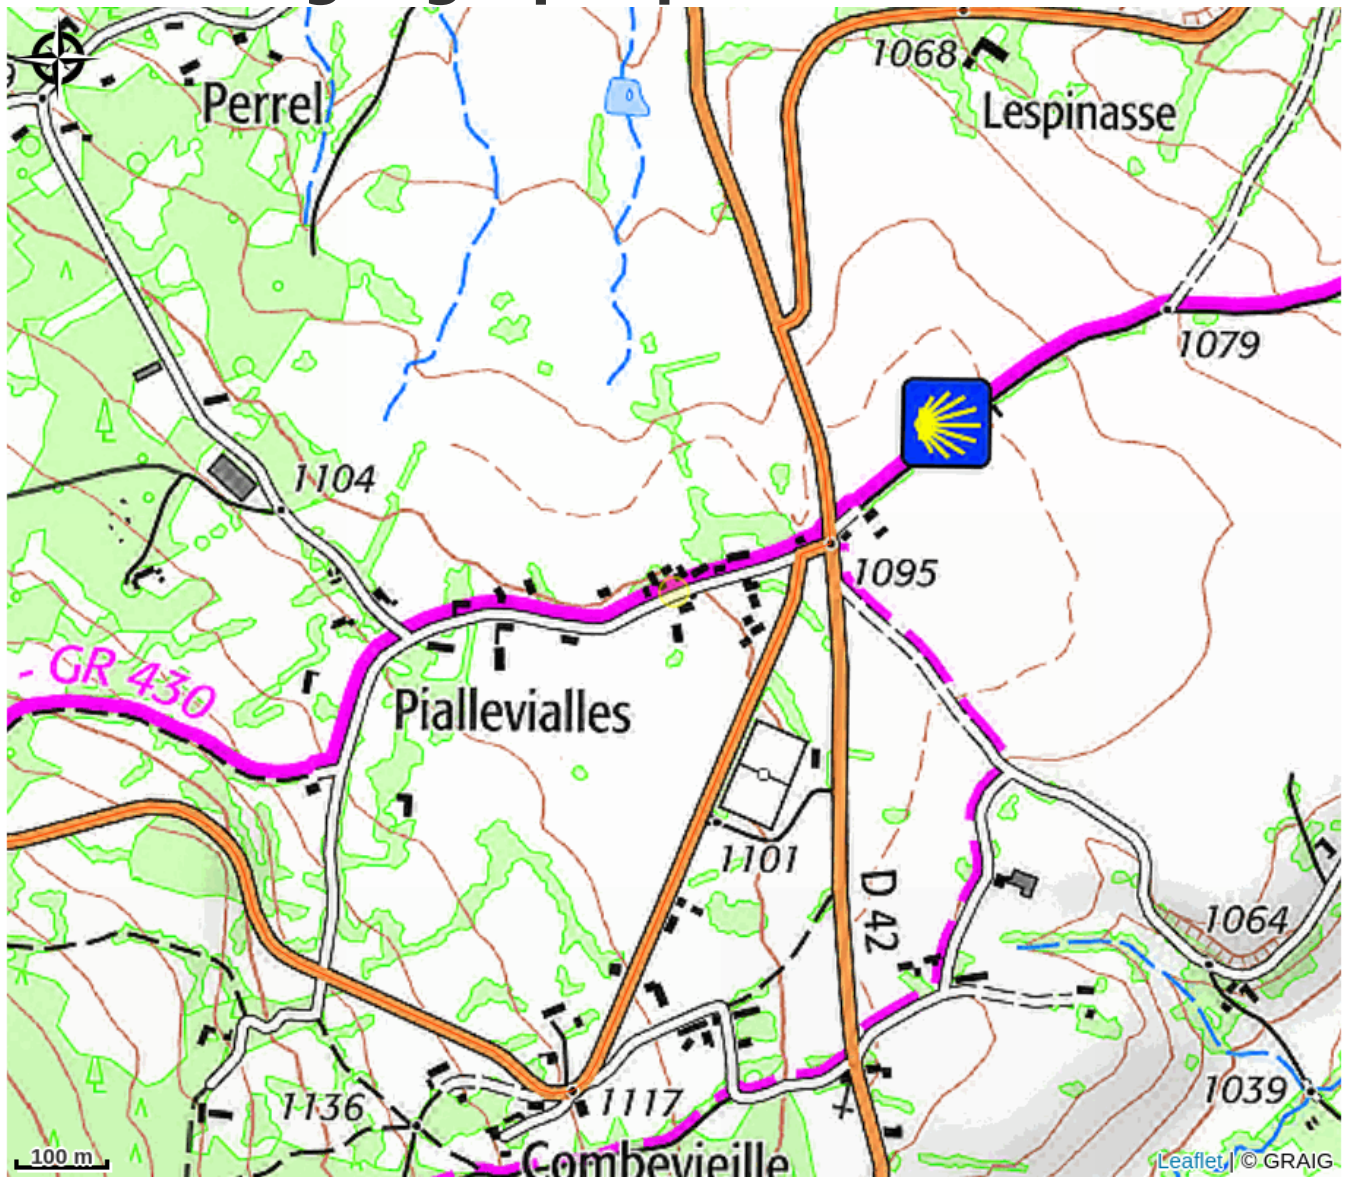 1068
Perrel
Lespinasse
1079
1104
1095
- GR 430
Piallevialles
1101
D 42
1064
1039
1136
1117
Combevieille
100 m
Leaflet | © GRAIG